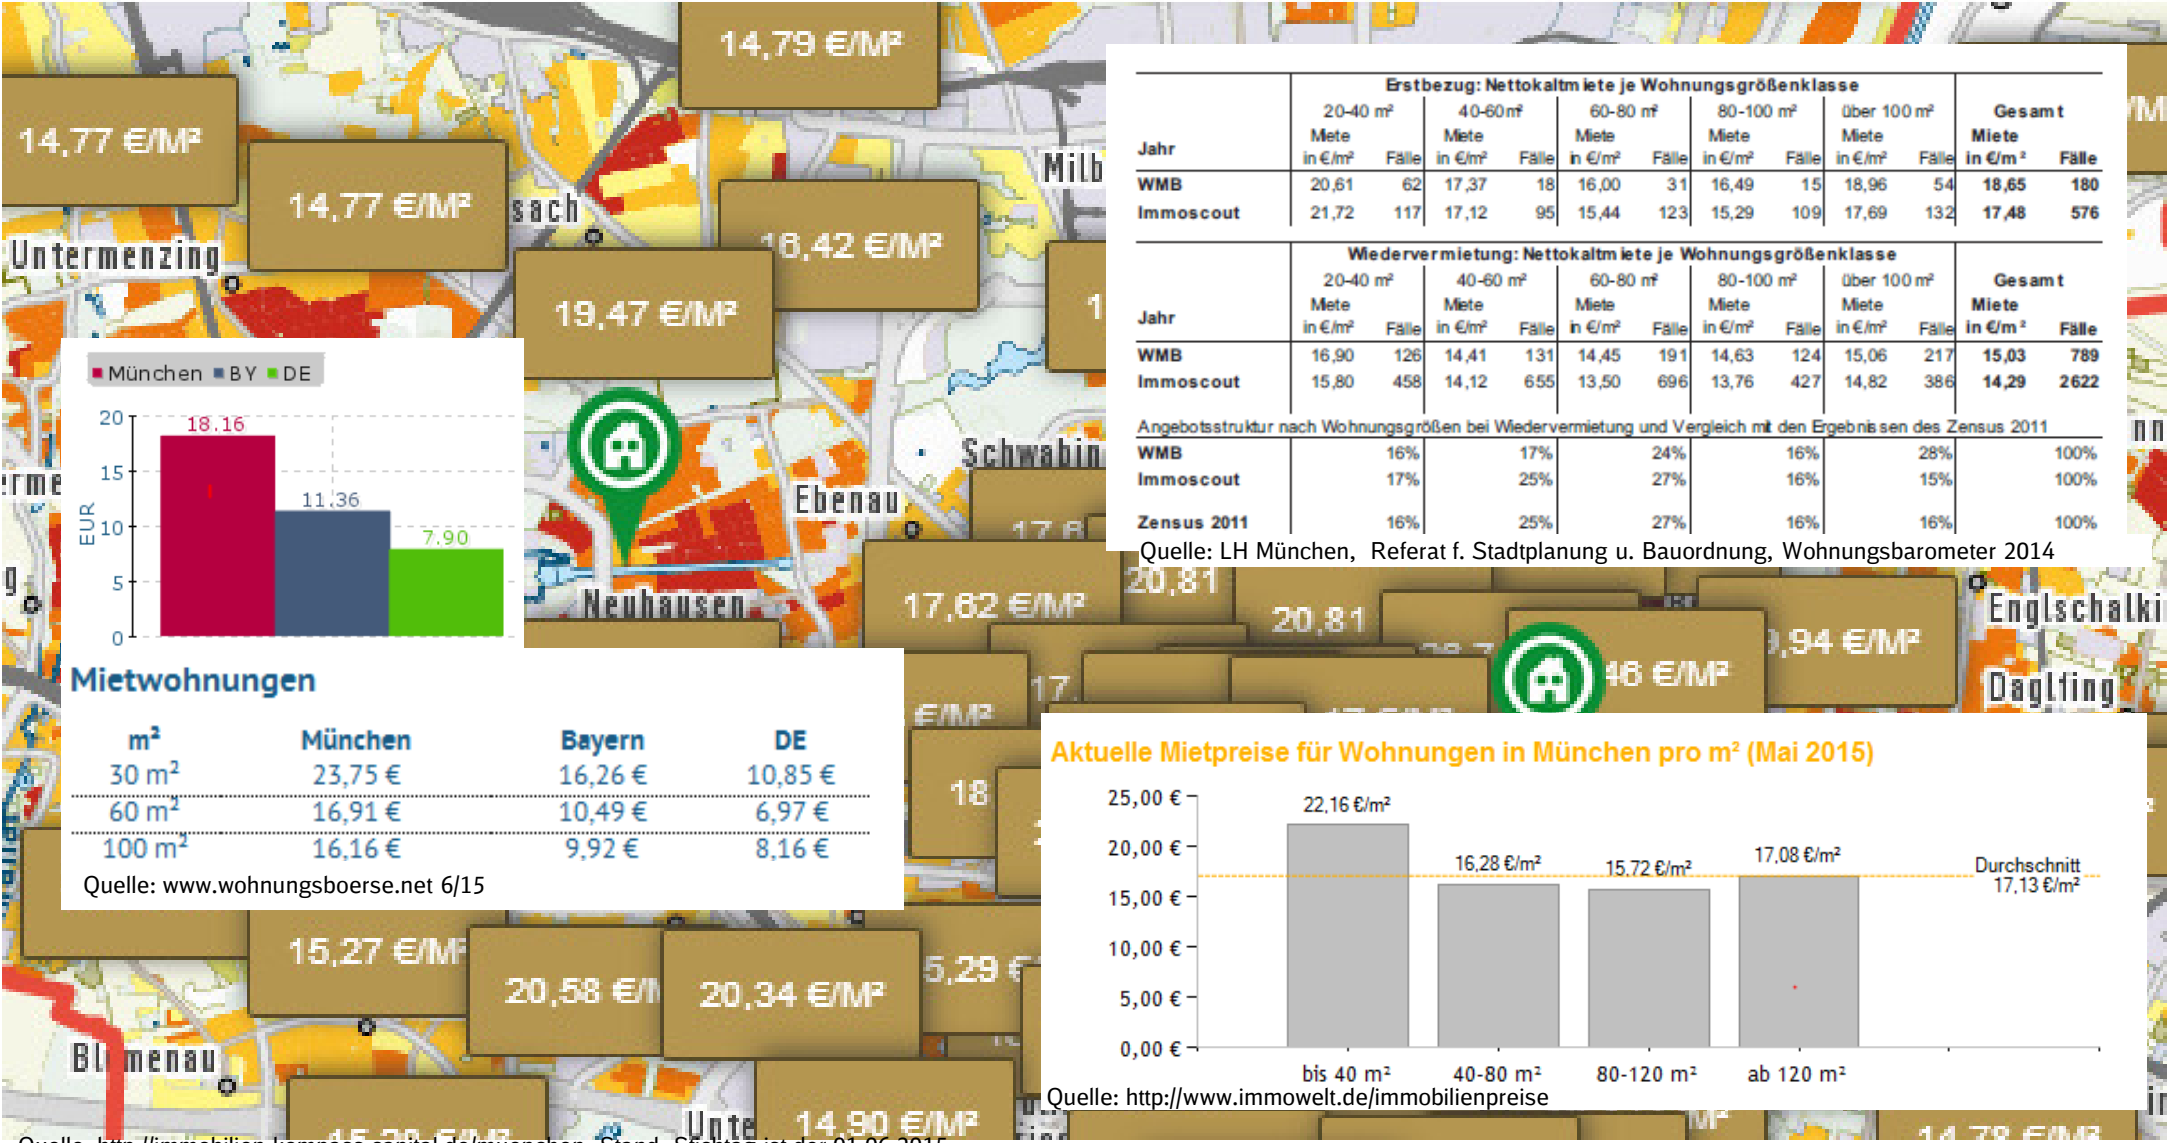 14,79 €/M²
14,77 €/M²
14,77 €/M²
sach
Milb
16,42 €/M²
Untermenzing
19,47 €/M²
Erstbezug: Nettokaltmiete je Wohnungsgrößenklasse
20-40 m² 40-60 m² 60-80 m² 80-100 m² über 100 m² Gesamt
Miete Miete Miete Miete Miete Miete
Jahr
in €/m² Fälle in €/m² Fälle in €/m² Fälle in €/m² Fälle in €/m² Fälle in €/m² Fälle
WMB 20,61 62 17,37 18 16,00 31 16,49 15 18,96 54 18,65 180
Immoscout 21,72 117 17,12 95 15,44 123 15,29 109 17,69 132 17,48 576
Wiedervermietung: Nettokaltmiete je Wohnungsgrößenklasse
20-40 m² 40-60 m² 60-80 m² 80-100 m² über 100 m² Gesamt
Miete Miete Miete Miete Miete Miete
Jahr
in €/m² Fälle in €/m² Fälle in €/m² Fälle in €/m² Fälle in €/m² Fälle in €/m² Fälle
WMB 16,90 126 14,41 131 14,45 191 14,63 124 15,06 217 15,03 789
Immoscout 15,80 458 14,12 655 13,50 696 13,76 427 14,82 386 14,29 2622
Angebotsstruktur nach Wohnungsgrößen bei Wiedervermietung und Vergleich mit den Ergebnissen des Zensus 2011
WMB 16% 17% 24% 16% 28% 100%
Immoscout 17% 25% 27% 16% 15% 100%
Zensus 2011 16% 25% 27% 16% 16% 100%
Quelle: LH München, Referat f. Stadtplanung u. Bauordnung, Wohnungsbarometer 2014
München BY DE
20
18.16
15
11.36
EUR
10
7.90
5
0
Schwabin
Ebenau
Neuhausen
17,62 €/M²
20,81
20,81
Englschalki
9,94 €/M²
46 €/M²
Daglfing
17.
€/M²
18
Mietwohnungen
m² München Bayern DE
30 m² 23,75 € 16,26 € 10,85 €
60 m² 16,91 € 10,49 € 6,97 €
100 m² 16,16 € 9,92 € 8,16 €
Quelle: www.wohnungsboerse.net 6/15
Aktuelle Mietpreise für Wohnungen in München pro m² (Mai 2015)
25,00 €
22,16 €/m²
20,00 €
16,28 €/m² 15,72 €/m² 17,08 €/m²
Durchschnitt
17,13 €/m²
15,00 €
10,00 €
5,00 €
0,00 €
bis 40 m² 40-80 m² 80-120 m² ab 120 m²
Quelle: http://www.immowelt.de/immobilienpreise
15,27 €/M²
20,58 €/M
20,34 €/M²
5,29 €
Blumenau
Unte
14,90 €/M²
14,78 €/M²